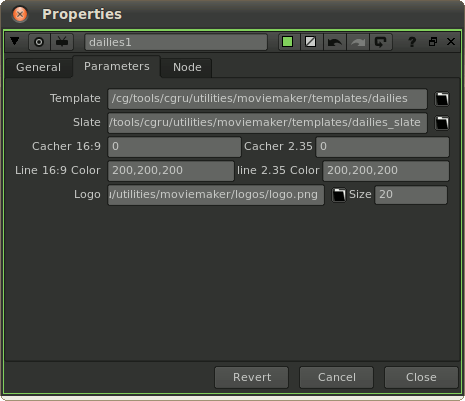 Properties
dailies1
General Parameters Node
Template /cg/tools/cgru/utilities/moviemaker/templates/dailies
Slate /tools/cgru/utilities/moviemaker/templates/dailies_slate
Cacher 16:9 0 Cacher 2.35 0
Line 16:9 Color 200,200,200 line 2.35 Color 200,200,200
Logo u/utilities/moviemaker/logos/logo.png Size 20
Revert Cancel Close